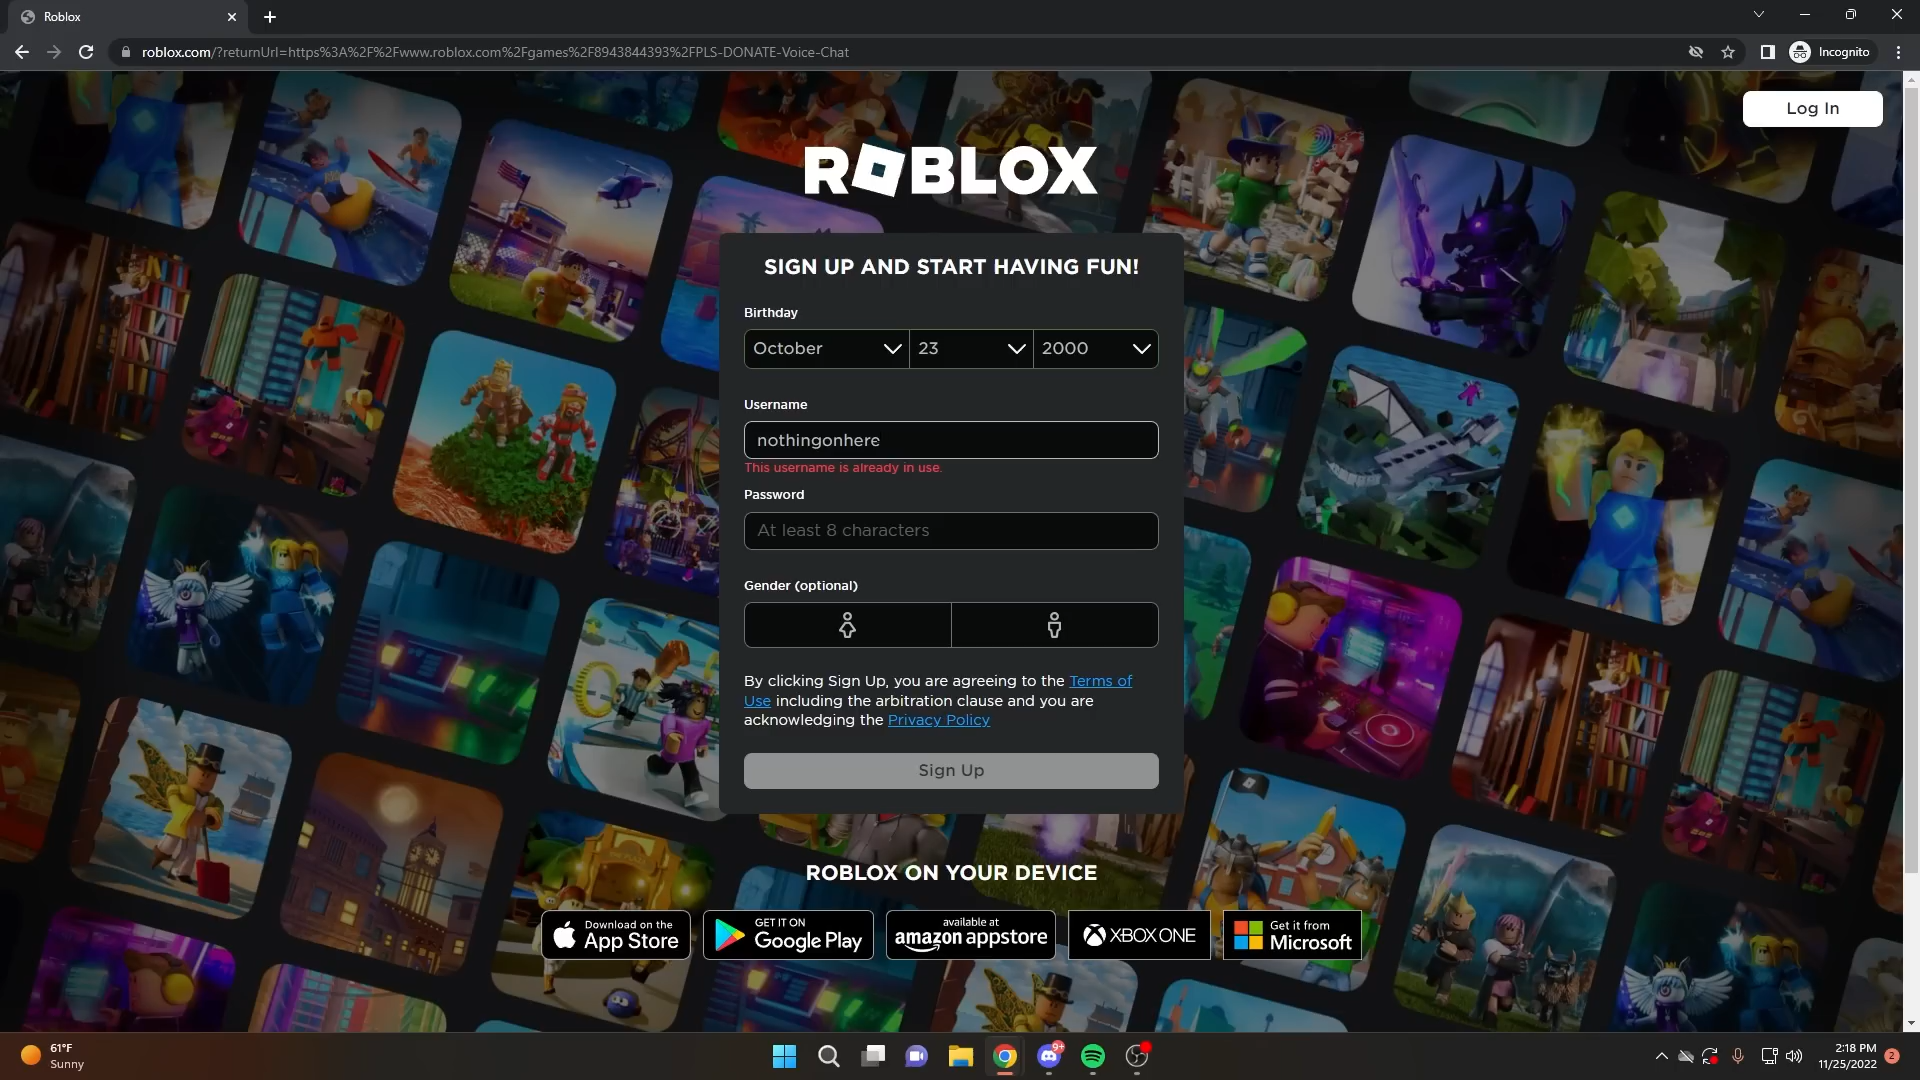 Roblox
roblox.com/?returnUrl=https%3A%2F%2Fwww.roblox.com%2Fgames%2F8943844393%2FPLS-DONATE-Voice-Chat
Incognito
Log In
ROBLOX
SIGN UP AND START HAVING FUN!
Birthday
October 23 2000
Username
nothingonhere
This username is already in use.
Password
At least 8 characters
Gender (optional)
By clicking Sign Up, you are agreeing to the Terms of
Use including the arbitration clause and you are
acknowledging the Privacy Policy
Sign Up
ROBLOX ON YOUR DEVICE
Download on the
App Store
GET IT ON
Google Play
available at
amazon appstore
XBOX ONE
Get it from
Microsoft
61°F
Sunny
9+
2:18 PM
11/25/2022
2